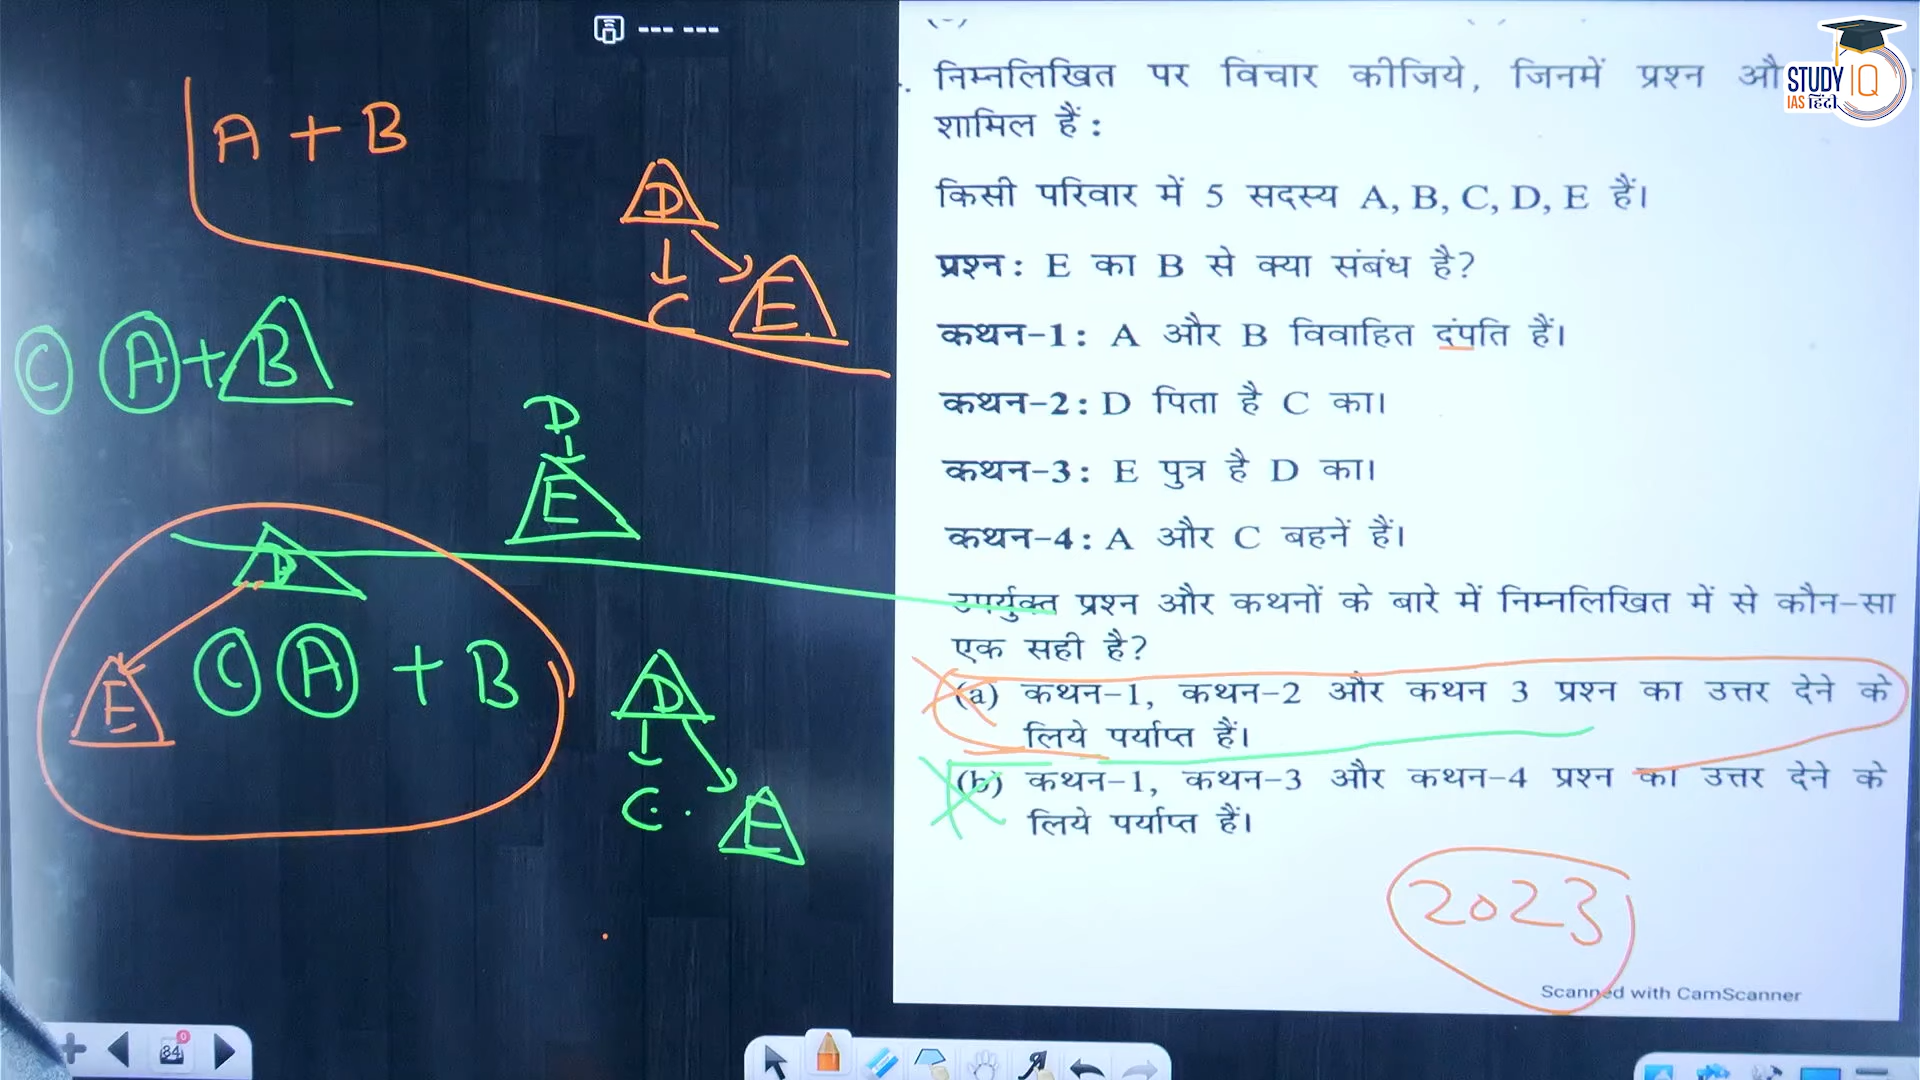 A + B
D
C
E
C A + B
D
E
D
E
C A + B
D
C
E
निम्नलिखित पर विचार कीजिये, जिनमें प्रश्न औ
शामिल हैं :
किसी परिवार में 5 सदस्य A, B, C, D, E हैं।
प्रश्न : E का B से क्या संबंध है?
कथन-1 : A और B विवाहित दंपति हैं।
कथन-2 : D पिता है C का।
कथन-3 : E पुत्र है D का।
कथन-4 : A और C बहनें हैं।
उपर्युक्त प्रश्न और कथनों के बारे में निम्नलिखित में से कौन-सा
एक सही है?
(a) कथन-1, कथन-2 और कथन 3 प्रश्न का उत्तर देने के
लिये पर्याप्त हैं।
(b) कथन-1, कथन-3 और कथन-4 प्रश्न का उत्तर देने के
लिये पर्याप्त हैं।
2023
Scanned with CamScanner
STUDY IQ
IAS हिंदी
84
0